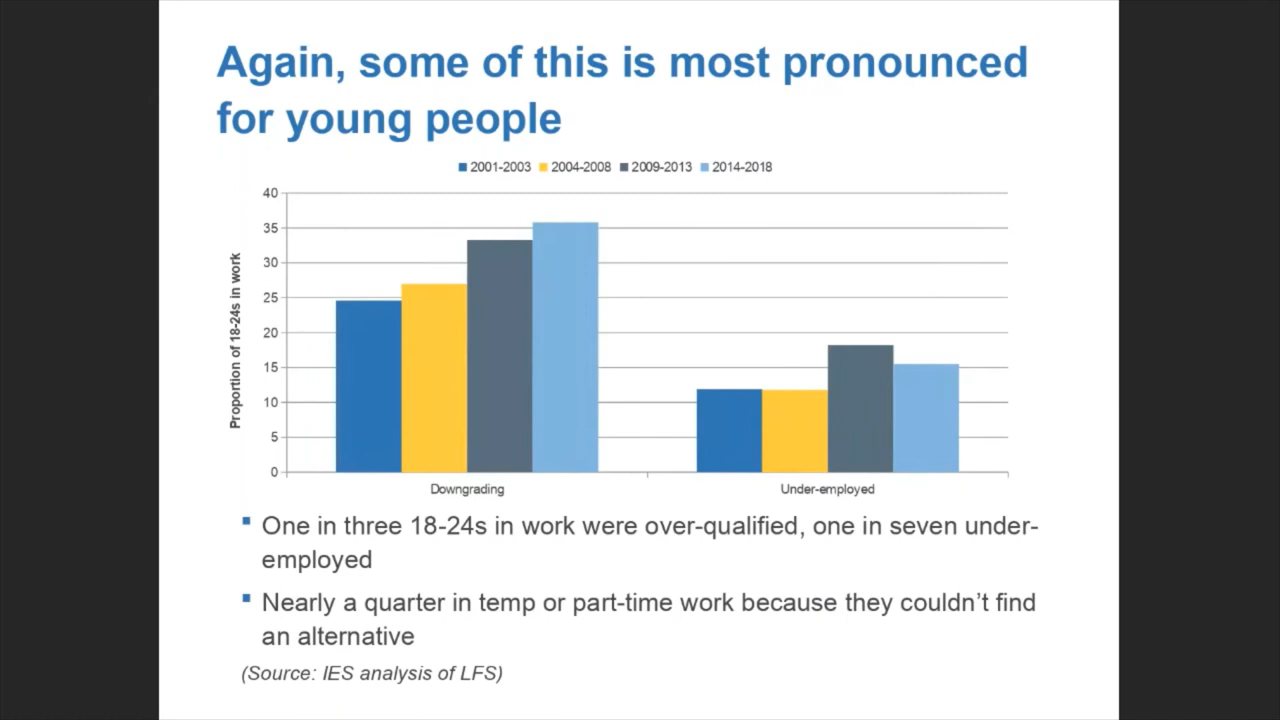 Again, some of this is most pronounced
for young people
2001-2003 2004-2008 2009-2013 2014-2018
Proportion of 18-24s in work
40
35
30
25
20
15
10
5
0
Downgrading Under-employed
One in three 18-24s in work were over-qualified, one in seven under-
employed
Nearly a quarter in temp or part-time work because they couldn’t find
an alternative
(Source: IES analysis of LFS)